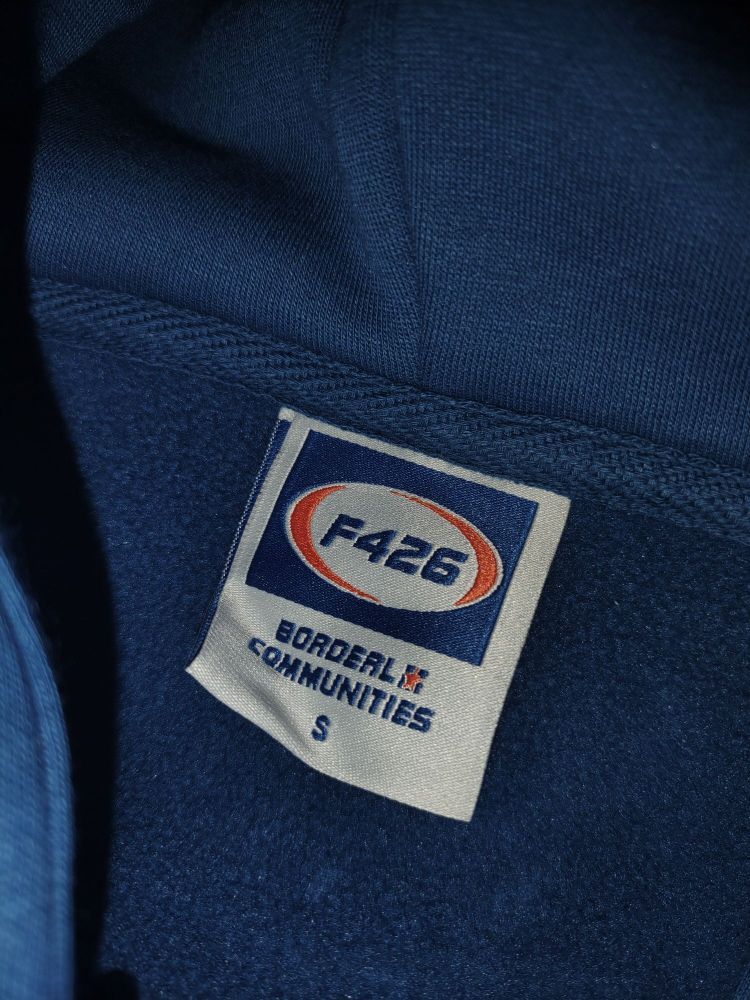 F426
BORDERL
COMMUNITIES
S